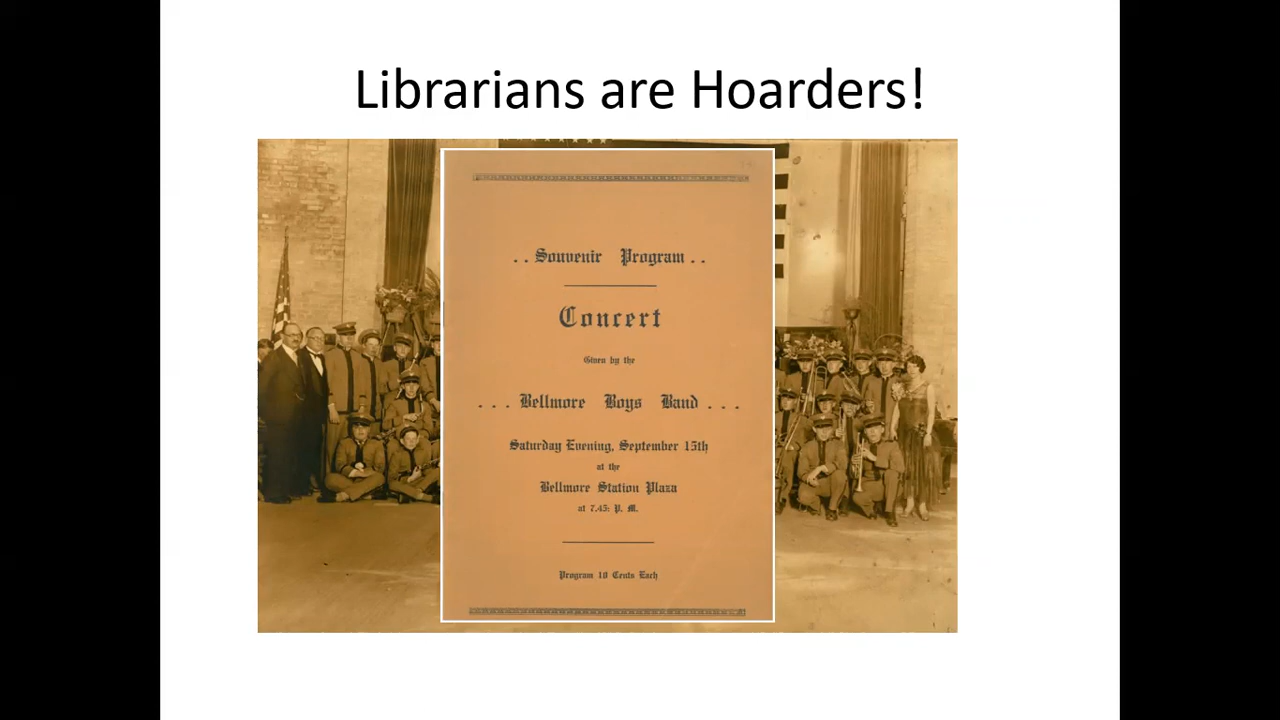 Librarians are Hoarders!
. . Souvenir Program . .
Concert
Given by the
. . . Bellmore Boys Band . . .
Saturday Evening, September 15th
at the
Bellmore Station Plaza
at 7.45: P. M.
Program 10 Cents Each